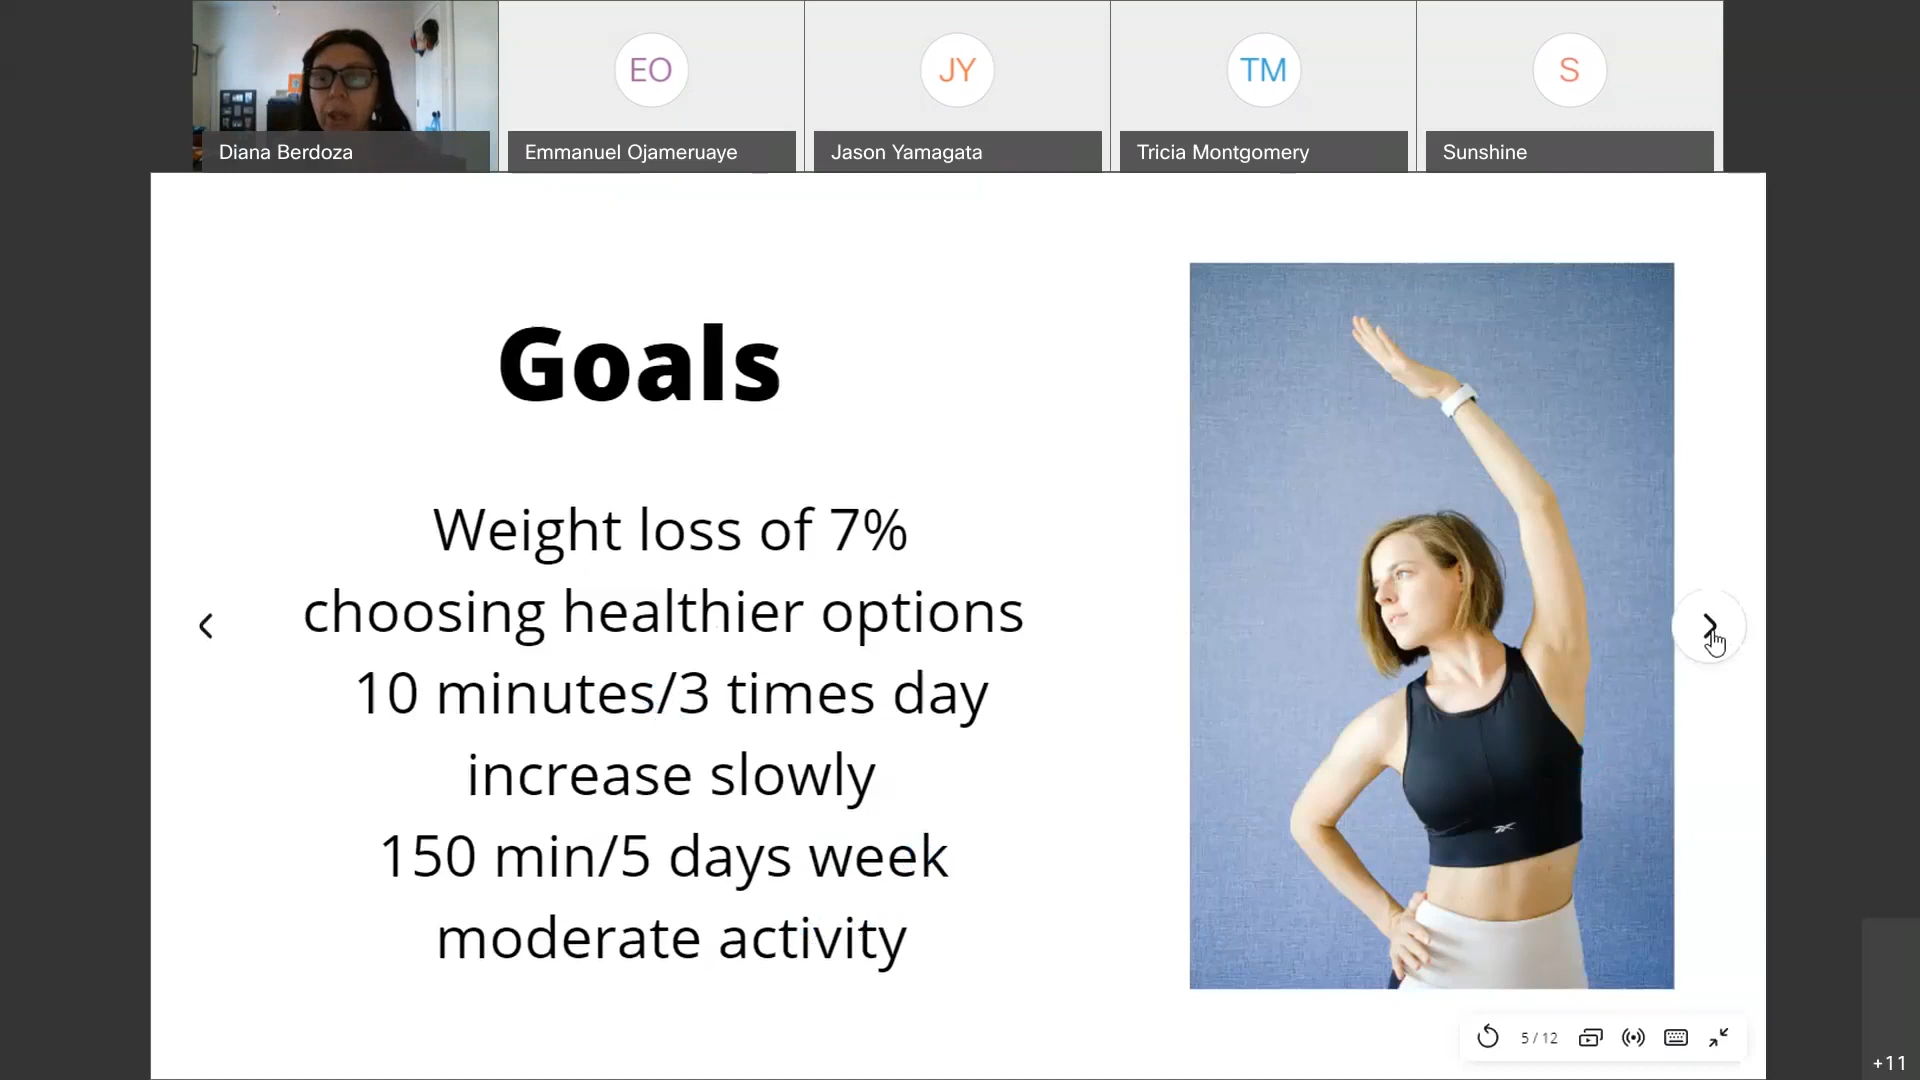 EO
JY
TM
S
Diana Berdoza
Emmanuel Ojameruaye
Jason Yamagata
Tricia Montgomery
Sunshine
Goals
Weight loss of 7%
choosing healthier options
10 minutes/3 times day
increase slowly
150 min/5 days week
moderate activity
5 / 12
+11